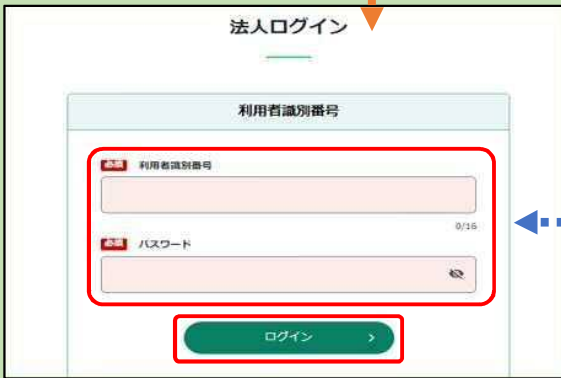 法人ログイン
利用者識別番号
必須 利用者識別番号
0/16
必須 パスワード
ログイン